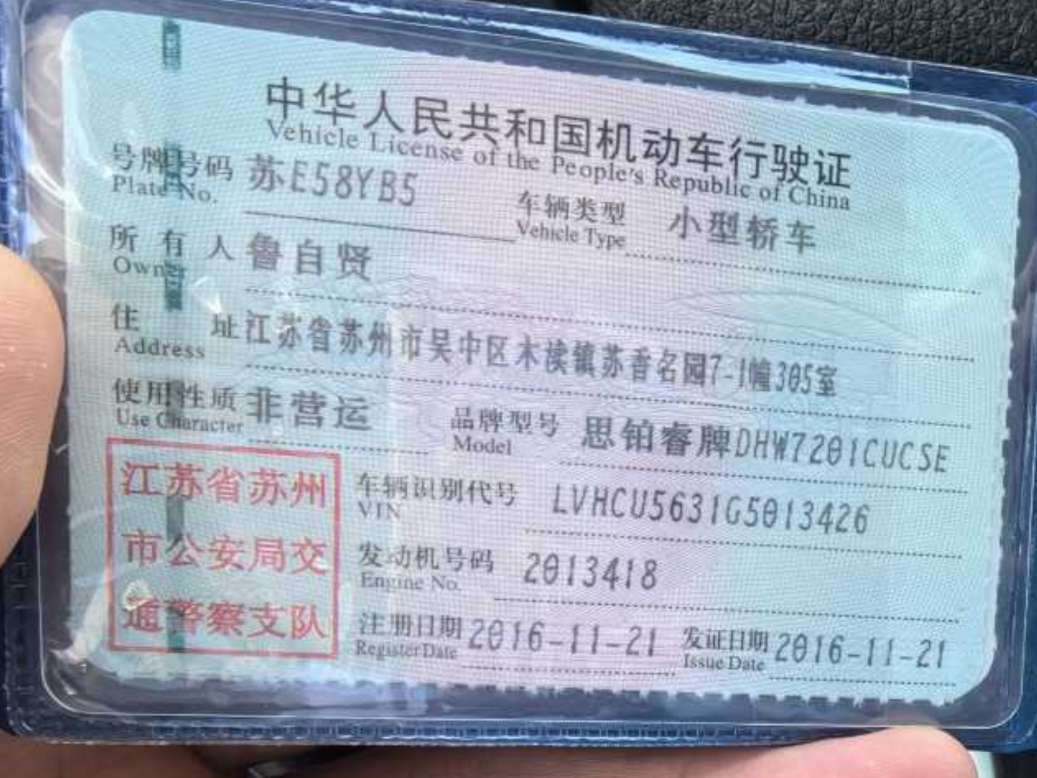 中华人民共和国机动车行驶证
Vehicle License of the People's Republic of China
号牌号码 苏E58YB5 车辆类型 小型轿车
Plate No. Vehicle Type
所有人 鲁自贤
Owner
住址 江苏省苏州市吴中区木渎镇苏香名园7-1幢305室
Address
使用性质 非营运 品牌型号 思铂睿牌DHW7201CUCSE
Use Character Model
江苏省苏州
市公安局交
通警察支队
车辆识别代号 LVHCU5631G5013426
VIN
发动机号码 2013418
Engine No.
注册日期 2016-11-21 发证日期 2016-11-21
Register Date Issue Date